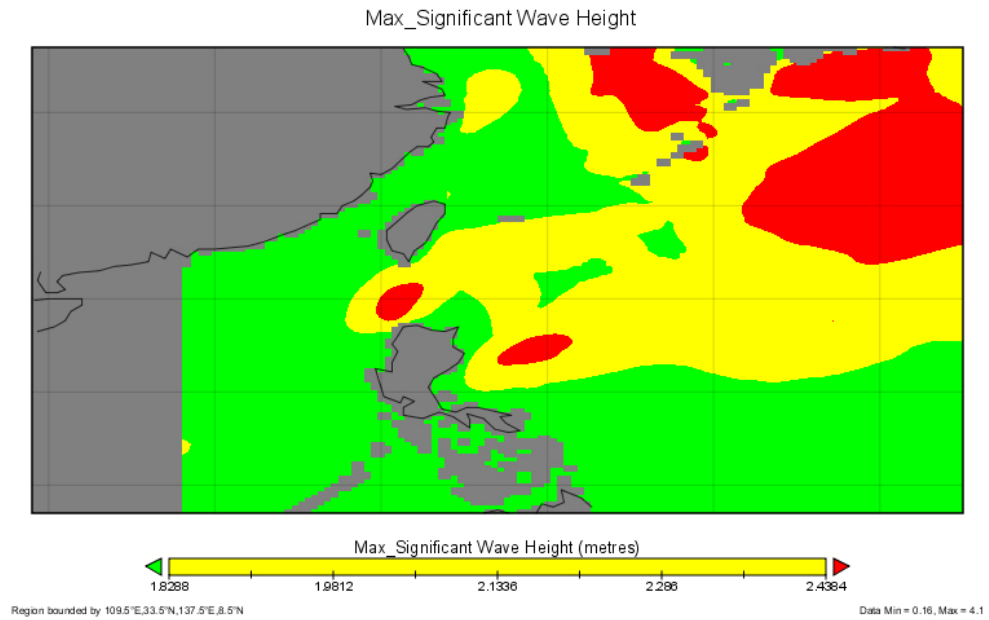 Max_Significant Wave Height
Max_Significant Wave Height (metres)
1.8288 1.9812 2.1336 2.286 2.4384
Region bounded by 109.5°E,33.5°N,137.5°E,8.5°N
Data Min = 0.16, Max = 4.1